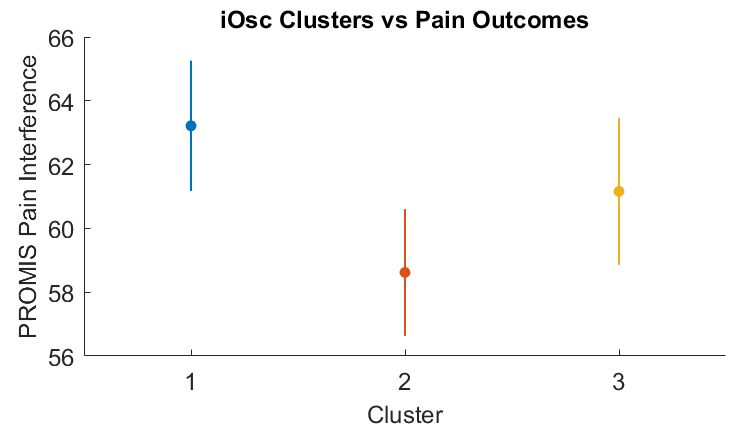 iOsc Clusters vs Pain Outcomes
PROMIS Pain Interference
66
64
62
60
58
56
1 2 3
Cluster